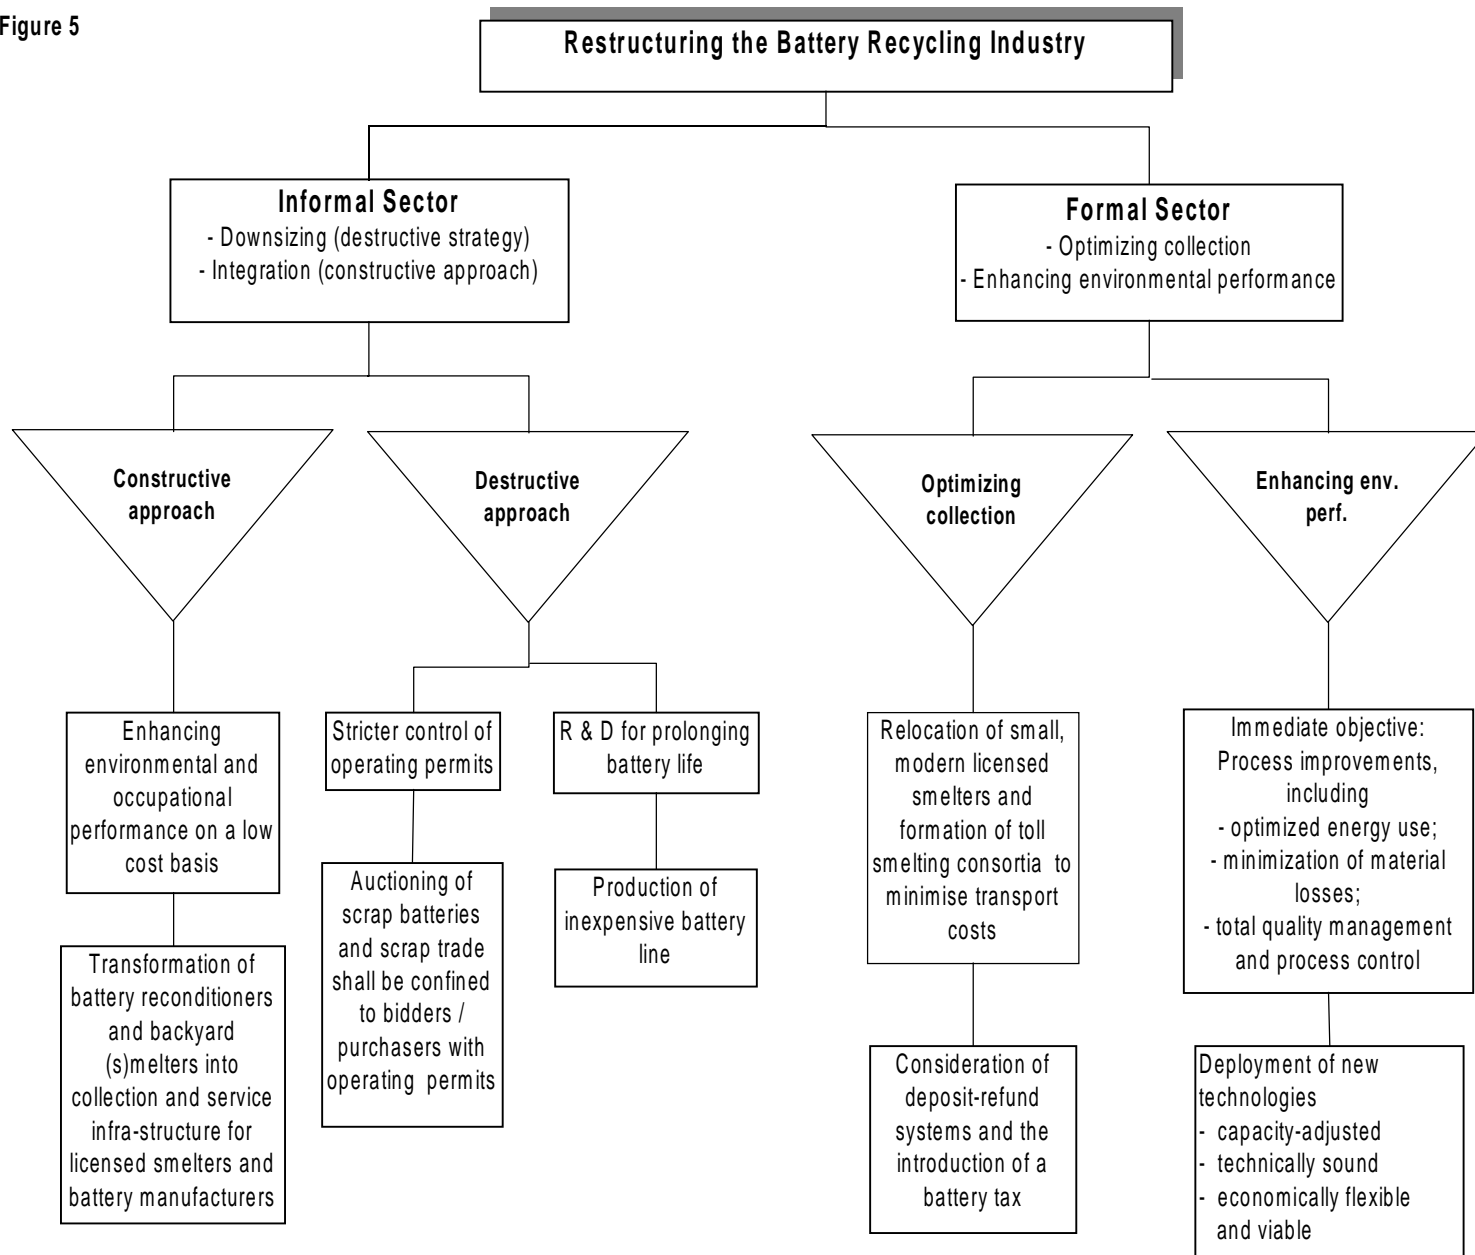 Figure 5
Restructuring the Battery Recycling Industry
Informal Sector
- Downsizing (destructive strategy)
- Integration (constructive approach)
Formal Sector
- Optimizing collection
- Enhancing environmental performance
Constructive
approach
Destructive
approach
Optimizing
collection
Enhancing env.
perf.
Enhancing
environmental and
occupational
performance on a low
cost basis
Stricter control of
operating permits
R & D for prolonging
battery life
Relocation of small,
modern licensed
smelters and
formation of toll
smelting consortia to
minimise transport
costs
Immediate objective:
Process improvements,
including
- optimized energy use;
- minimization of material
losses;
- total quality management
and process control
Transformation of
battery reconditioners
and backyard
(s)melters into
collection and service
infra-structure for
licensed smelters and
battery manufacturers
Auctioning of
scrap batteries
and scrap trade
shall be confined
to bidders /
purchasers with
operating permits
Production of
inexpensive battery
line
Consideration of
deposit-refund
systems and the
introduction of a
battery tax
Deployment of new
technologies
- capacity-adjusted
- technically sound
- economically flexible
and viable